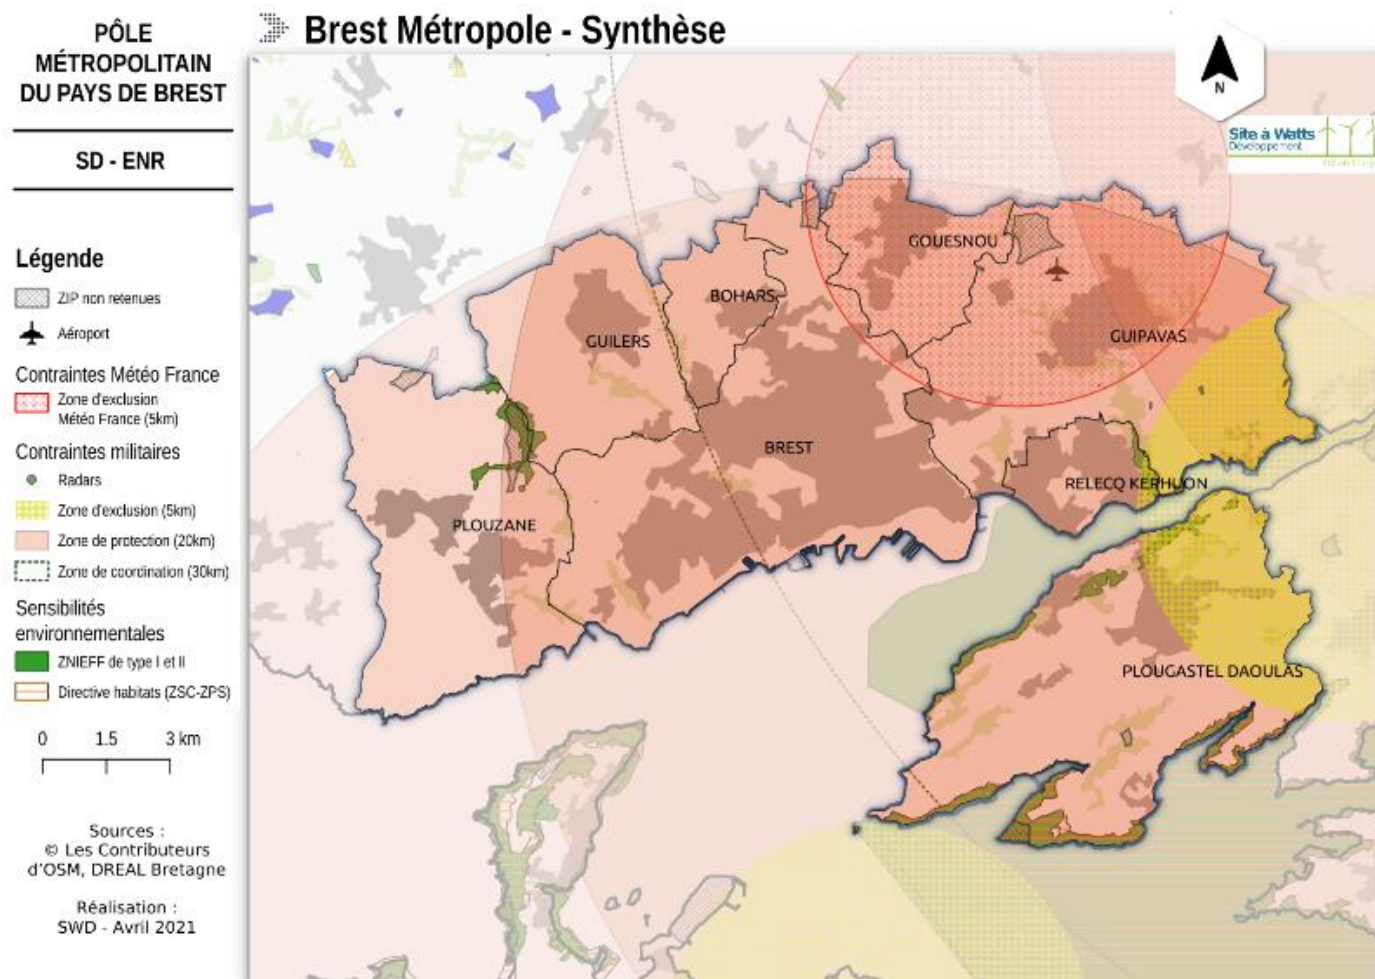 PÔLE
MÉTROPOLITAIN
DU PAYS DE BREST
SD - ENR
Légende
ZIP non retenues
Aéroport
Contraintes Météo France
Zone d'exclusion
Météo France (5km)
Contraintes militaires
Radars
Zone d'exclusion (5km)
Zone de protection (20km)
Zone de coordination (30km)
Sensibilités
environnementales
ZNIEFF de type I et II
Directive habitats (ZSC-ZPS)
0 1.5 3 km
Sources :
© Les Contributeurs
d'OSM, DREAL Bretagne
Réalisation :
SWD - Avril 2021
Brest Métropole - Synthèse
N
Site à Watts
Développement
GOUESNOU
BOHARS
GUILERS
GUIPAVAS
BREST
RELECQ KERHUON
PLOUZANE
PLOUGASTEL DAOULAS